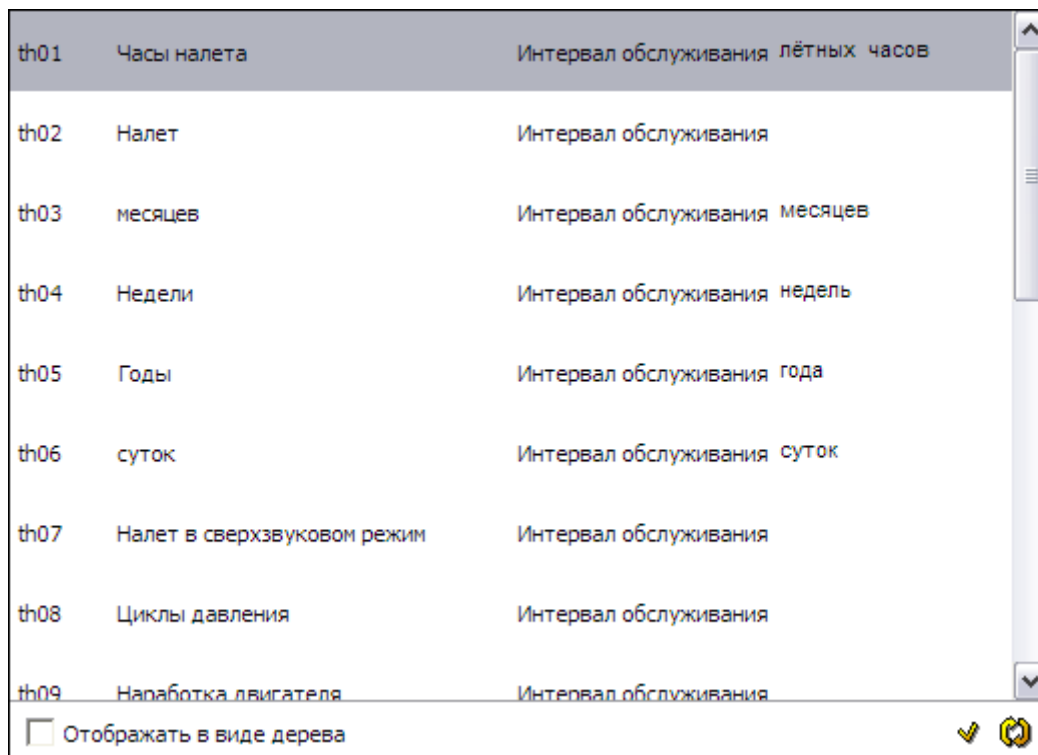 th01 Часы налета Интервал обслуживания лётных часов
th02 Налет Интервал обслуживания
th03 месяцев Интервал обслуживания месяцев
th04 Недели Интервал обслуживания недель
th05 Годы Интервал обслуживания года
th06 суток Интервал обслуживания суток
th07 Налет в сверхзвуковом режим Интервал обслуживания
th08 Циклы давления Интервал обслуживания
th09 Наработка двигателя Интервал обслуживания
Отображать в виде дерева